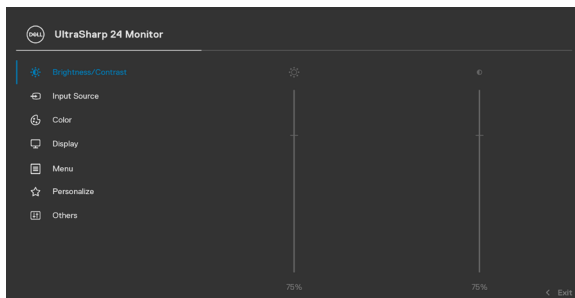 DELL UltraSharp 24 Monitor
Brightness/Contrast
Input Source
Color
Display
Menu
Personalize
Others
75% 75%
< Exit